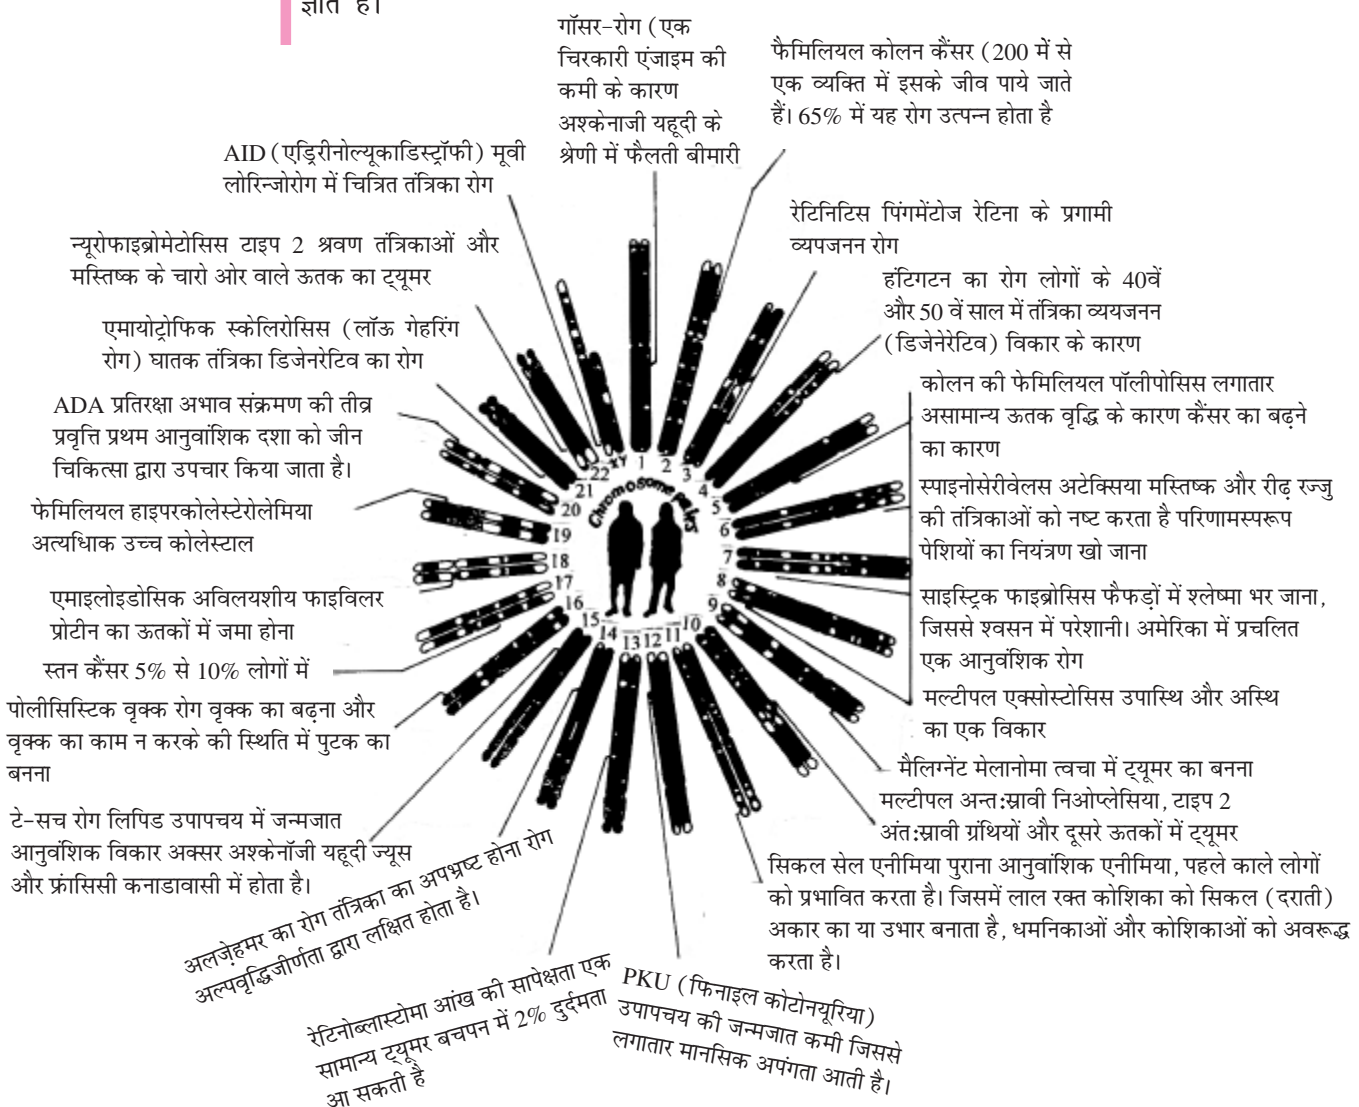 ज्ञात है।
गॉसर-रोग (एक
चिरकारी एंजाइम की
कमी के कारण
अश्केनाजी यहूदी के
श्रेणी में फैलती बीमारी
फैमिलियल कोलन कैंसर (200 में से
एक व्यक्ति में इसके जीव पाये जाते
हैं। 65% में यह रोग उत्पन्न होता है
AID (एड्रिीनोल्यूकाडिस्ट्रॉफी) मूवी
लोरिन्जोरोग में चित्रित तंत्रिका रोग
रेटिनिटिस पिंगमेंटोज रेटिना के प्रगामी
व्यपजनन रोग
न्यूरोफाइब्रोमेटोसिस टाइप 2 श्रवण तंत्रिकाओं और
मस्तिष्क के चारो ओर वाले ऊतक का ट्यूमर
हंटिगटन का रोग लोगों के 40वें
और 50 वें साल में तंत्रिका व्ययजनन
(डिजेनेरेटिव) विकार के कारण
एमायोट्रोफिक स्केलिरोसिस (लॉऊ गेहरिंग
रोग) घातक तंत्रिका डिजेनरेटिव का रोग
कोलन की फेमिलियल पॉलीपोसिस लगातार
असामान्य ऊतक वृद्धि के कारण कैंसर का बढ़ने
का कारण
ADA प्रतिरक्षा अभाव संक्रमण की तीव्र
प्रवृत्ति प्रथम आनुवांशिक दशा को जीन
चिकित्सा द्वारा उपचार किया जाता है।
स्पाइनोसेरीवेलस अटेक्सिया मस्तिष्क और रीढ़ रज्जु
की तंत्रिकाओं को नष्ट करता है परिणामस्परूप
पेशियों का नियंत्रण खो जाना
फेमिलियल हाइपरकोलेस्टेरोलेमिया
अत्यधिाक उच्च कोलेस्टाल
साइस्ट्रिक फाइब्रोसिस फैफड़ों में श्लेष्मा भर जाना,
जिससे श्वसन में परेशानी। अमेरिका में प्रचलित
एक आनुवंशिक रोग
एमाइलोइडोसिक अविलयशीय फाइविलर
प्रोटीन का ऊतकों में जमा होना
स्तन कैंसर 5% से 10% लोगों में
मल्टीपल एक्सोस्टोसिस उपास्थि और अस्थि
का एक विकार
पोलीसिस्टिक वृक्क रोग वृक्क का बढ़ना और
वृक्क का काम न करके की स्थिति में पुटक का
बनना
मैलिग्नेंट मेलानोमा त्वचा में ट्यूमर का बनना
मल्टीपल अन्त:स्रावी निओप्लेसिया, टाइप 2
अंत:स्रावी ग्रंथियों और दूसरे ऊतकों में ट्यूमर
टे-सच रोग लिपिड उपापचय में जन्मजात
आनुवंशिक विकार अक्सर अश्केनॉजी यहूदी ज्यूस
और फ्रांसिसी कनाडावासी में होता है।
सिकल सेल एनीमिया पुराना आनुवांशिक एनीमिया, पहले काले लोगों
को प्रभावित करता है। जिसमें लाल रक्त कोशिका को सिकल (दराती)
अकार का या उभार बनाता है, धमनिकाओं और कोशिकाओं को अवरूद्ध
करता है।
अलज़ेहमर का रोग तंत्रिका का अपभ्रष्ट होना रोग
अल्पवृद्धिजीर्णता द्वारा लक्षित होता है।
रेटिनोब्लास्टोमा आंख की सापेक्षता एक
सामान्य ट्यूमर बचपन में 2% दुर्दमता
आ सकती है
PKU (फिनाइल कोटोनयूरिया)
उपापचय की जन्मजात कमी जिससे
लगातार मानसिक अपंगता आती है।
Chromosome pairs
1
2
3
4
5
6
7
8
9
10
11
12
13
14
15
16
17
18
19
20
21
22
XY